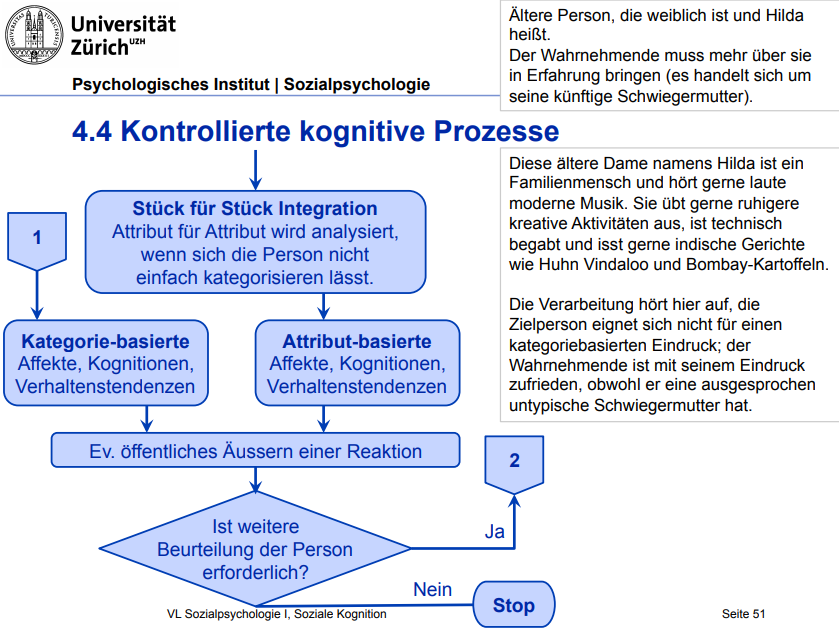 Universität
Zürich UZH
Psychologisches Institut | Sozialpsychologie
Ältere Person, die weiblich ist und Hilda
heißt.
Der Wahrnehmende muss mehr über sie
in Erfahrung bringen (es handelt sich um
seine künftige Schwiegermutter).
4.4 Kontrollierte kognitive Prozesse
Stück für Stück Integration
Attribut für Attribut wird analysiert,
wenn sich die Person nicht
einfach kategorisieren lässt.
1
Kategorie-basierte
Affekte, Kognitionen,
Verhaltenstendenzen
Attribut-basierte
Affekte, Kognitionen,
Verhaltenstendenzen
Ev. öffentliches Äussern einer Reaktion
2
Ist weitere
Beurteilung der Person
erforderlich?
Ja
Nein
Stop
Diese ältere Dame namens Hilda ist ein
Familienmensch und hört gerne laute
moderne Musik. Sie übt gerne ruhigere
kreative Aktivitäten aus, ist technisch
begabt und isst gerne indische Gerichte
wie Huhn Vindaloo und Bombay-Kartoffeln.
Die Verarbeitung hört hier auf, die
Zielperson eignet sich nicht für einen
kategoriebasierten Eindruck; der
Wahrnehmende ist mit seinem Eindruck
zufrieden, obwohl er eine ausgesprochen
untypische Schwiegermutter hat.
VL Sozialpsychologie I, Soziale Kognition
Seite 51